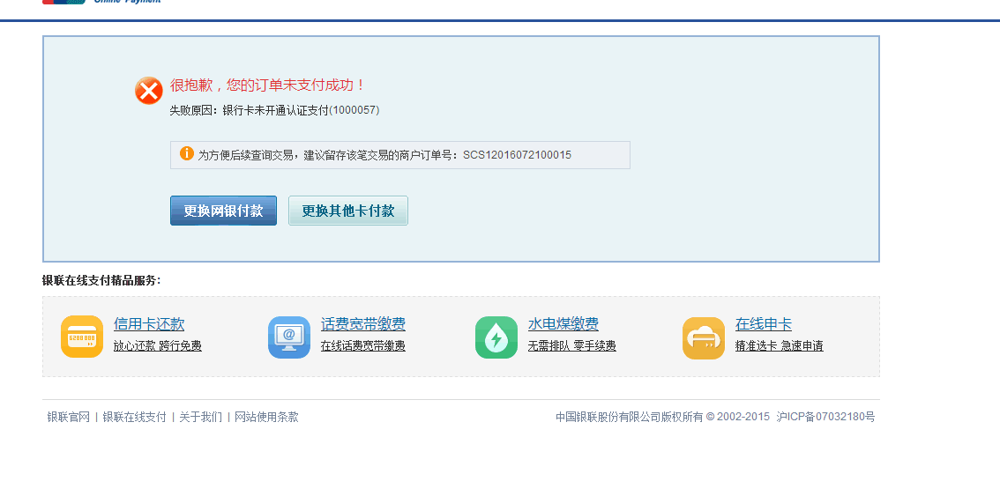 Online Payment
很抱歉，您的订单未支付成功！
失败原因：银行卡未开通认证支付(1000057)
为方便后续查询交易，建议留存该笔交易的商户订单号：SCS12016072100015
更换网银付款 更换其他卡付款
银联在线支付精品服务：
信用卡还款 话费宽带缴费 水电煤缴费 在线申卡
放心还款 跨行免费 在线话费宽带缴费 无需排队 零手续费 精准选卡 急速申请
银联官网 | 银联在线支付 | 关于我们 | 网站使用条款 中国银联股份有限公司版权所有 © 2002-2015 沪ICP备07032180号